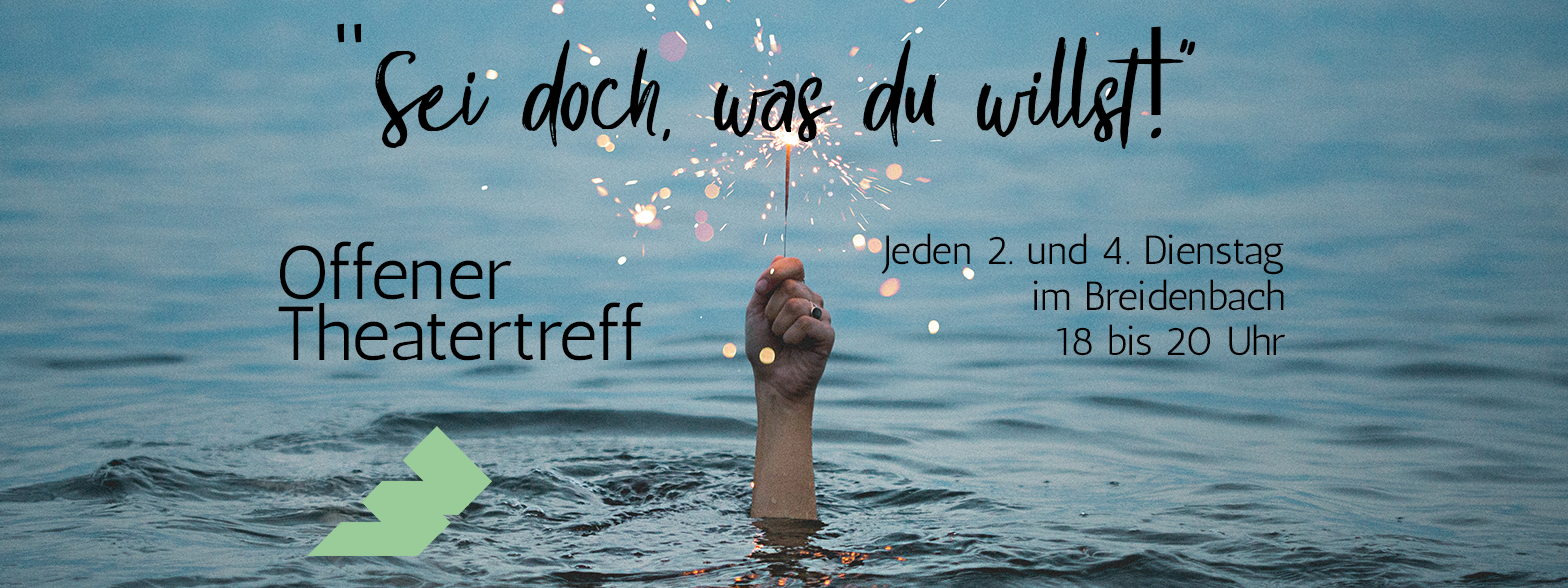 "Sei doch, was du willst!"
Offener
Theatertreff
Jeden 2. und 4. Dienstag
im Breidenbach
18 bis 20 Uhr